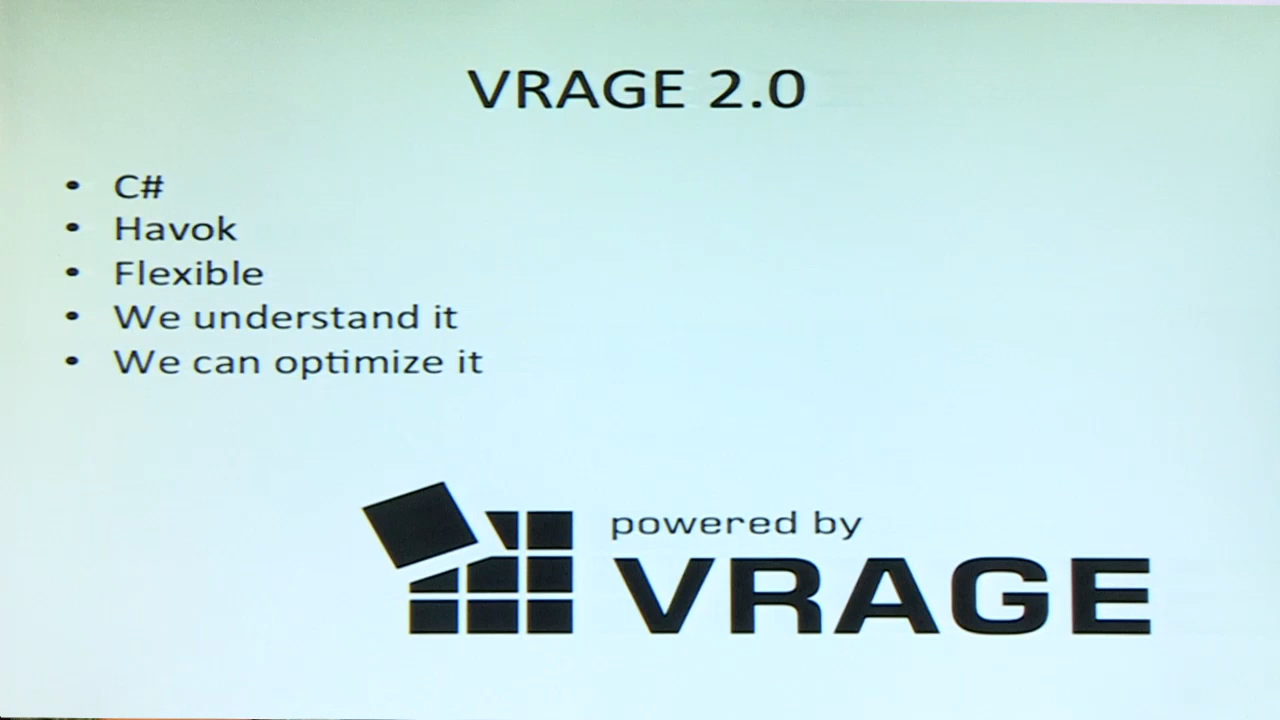 VRAGE 2.0
• C#
• Havok
• Flexible
• We understand it
• We can optimize it
powered by
VRAGE